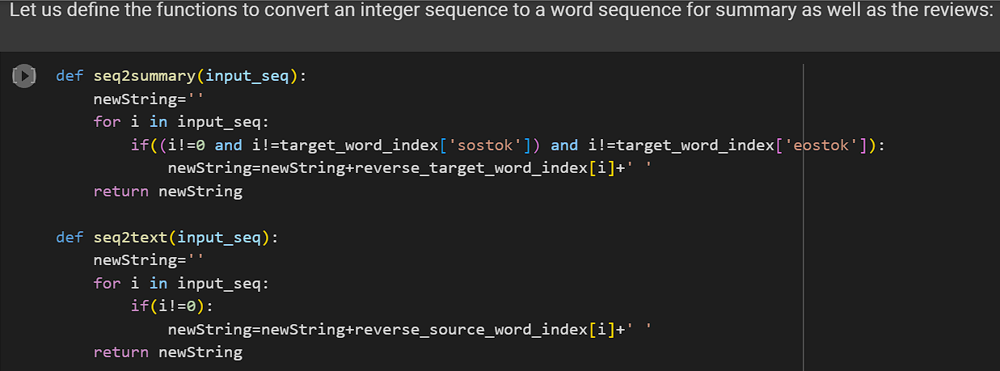 Let us define the functions to convert an integer sequence to a word sequence for summary as well as the reviews:
def seq2summary(input_seq):
    newString=''
    for i in input_seq:
        if((i!=0 and i!=target_word_index['sostok']) and i!=target_word_index['eostok']):
            newString=newString+reverse_target_word_index[i]+' '
    return newString

def seq2text(input_seq):
    newString=''
    for i in input_seq:
        if(i!=0):
            newString=newString+reverse_source_word_index[i]+' '
    return newString